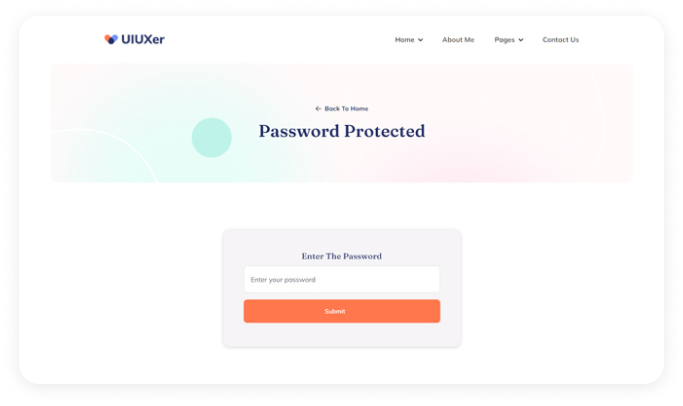 UIUXer
Home About Me Pages Contact Us
Back To Home
Password Protected
Enter The Password
Enter your password
Submit